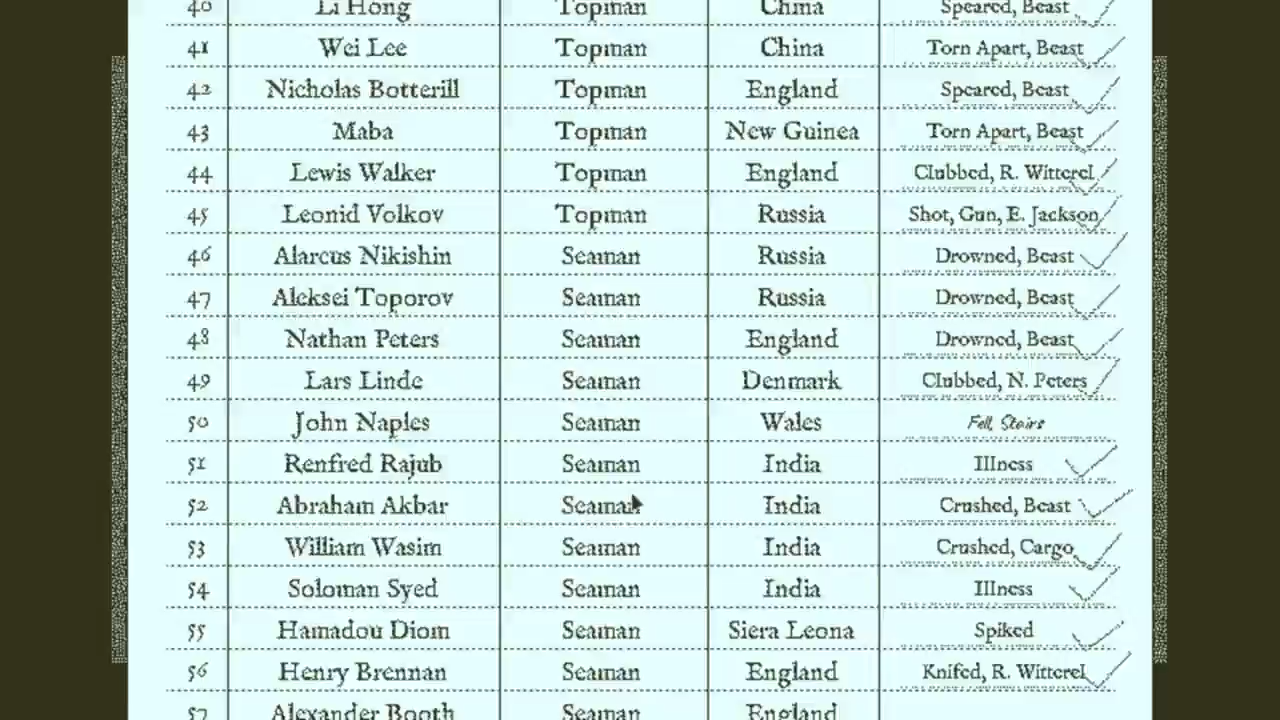 40 Li Hong Topman China Speared, Beast
41 Wei Lee Topman China Torn Apart, Beast
42 Nicholas Botterill Topman England Speared, Beast
43 Maba Topman New Guinea Torn Apart, Beast
44 Lewis Walker Topman England Clubbed, R. Witterel
45 Leonid Volkov Topman Russia Shot, Gun, E. Jackson
46 Alarcus Nikishin Seaman Russia Drowned, Beast
47 Aleksei Toporov Seaman Russia Drowned, Beast
48 Nathan Peters Seaman England Drowned, Beast
49 Lars Linde Seaman Denmark Clubbed, N. Peters
50 John Naples Seaman Wales Fell, Stairs
51 Renfred Rajub Seaman India Illness
52 Abraham Akbar Seaman India Crushed, Beast
53 William Wasim Seaman India Crushed, Cargo
54 Soloman Syed Seaman India Illness
55 Hamadou Diom Seaman Siera Leona Spiked
56 Henry Brennan Seaman England Knifed, R. Witterel
57 Alexander Booth Seaman England